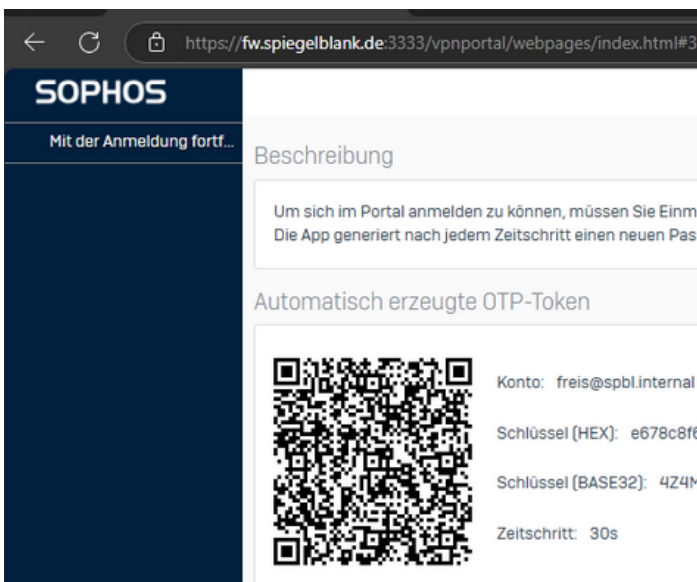 https://fw.spiegelblank.de:3333/vpnportal/webpages/index.html#3
SOPHOS
Mit der Anmeldung fortf...
Beschreibung
Um sich im Portal anmelden zu können, müssen Sie Einm
Die App generiert nach jedem Zeitschritt einen neuen Pas
Automatisch erzeugte OTP-Token
Konto: freis@spbl.internal
Schlüssel (HEX): e678c8f6
Schlüssel (BASE32): 4Z4M
Zeitschritt: 30s